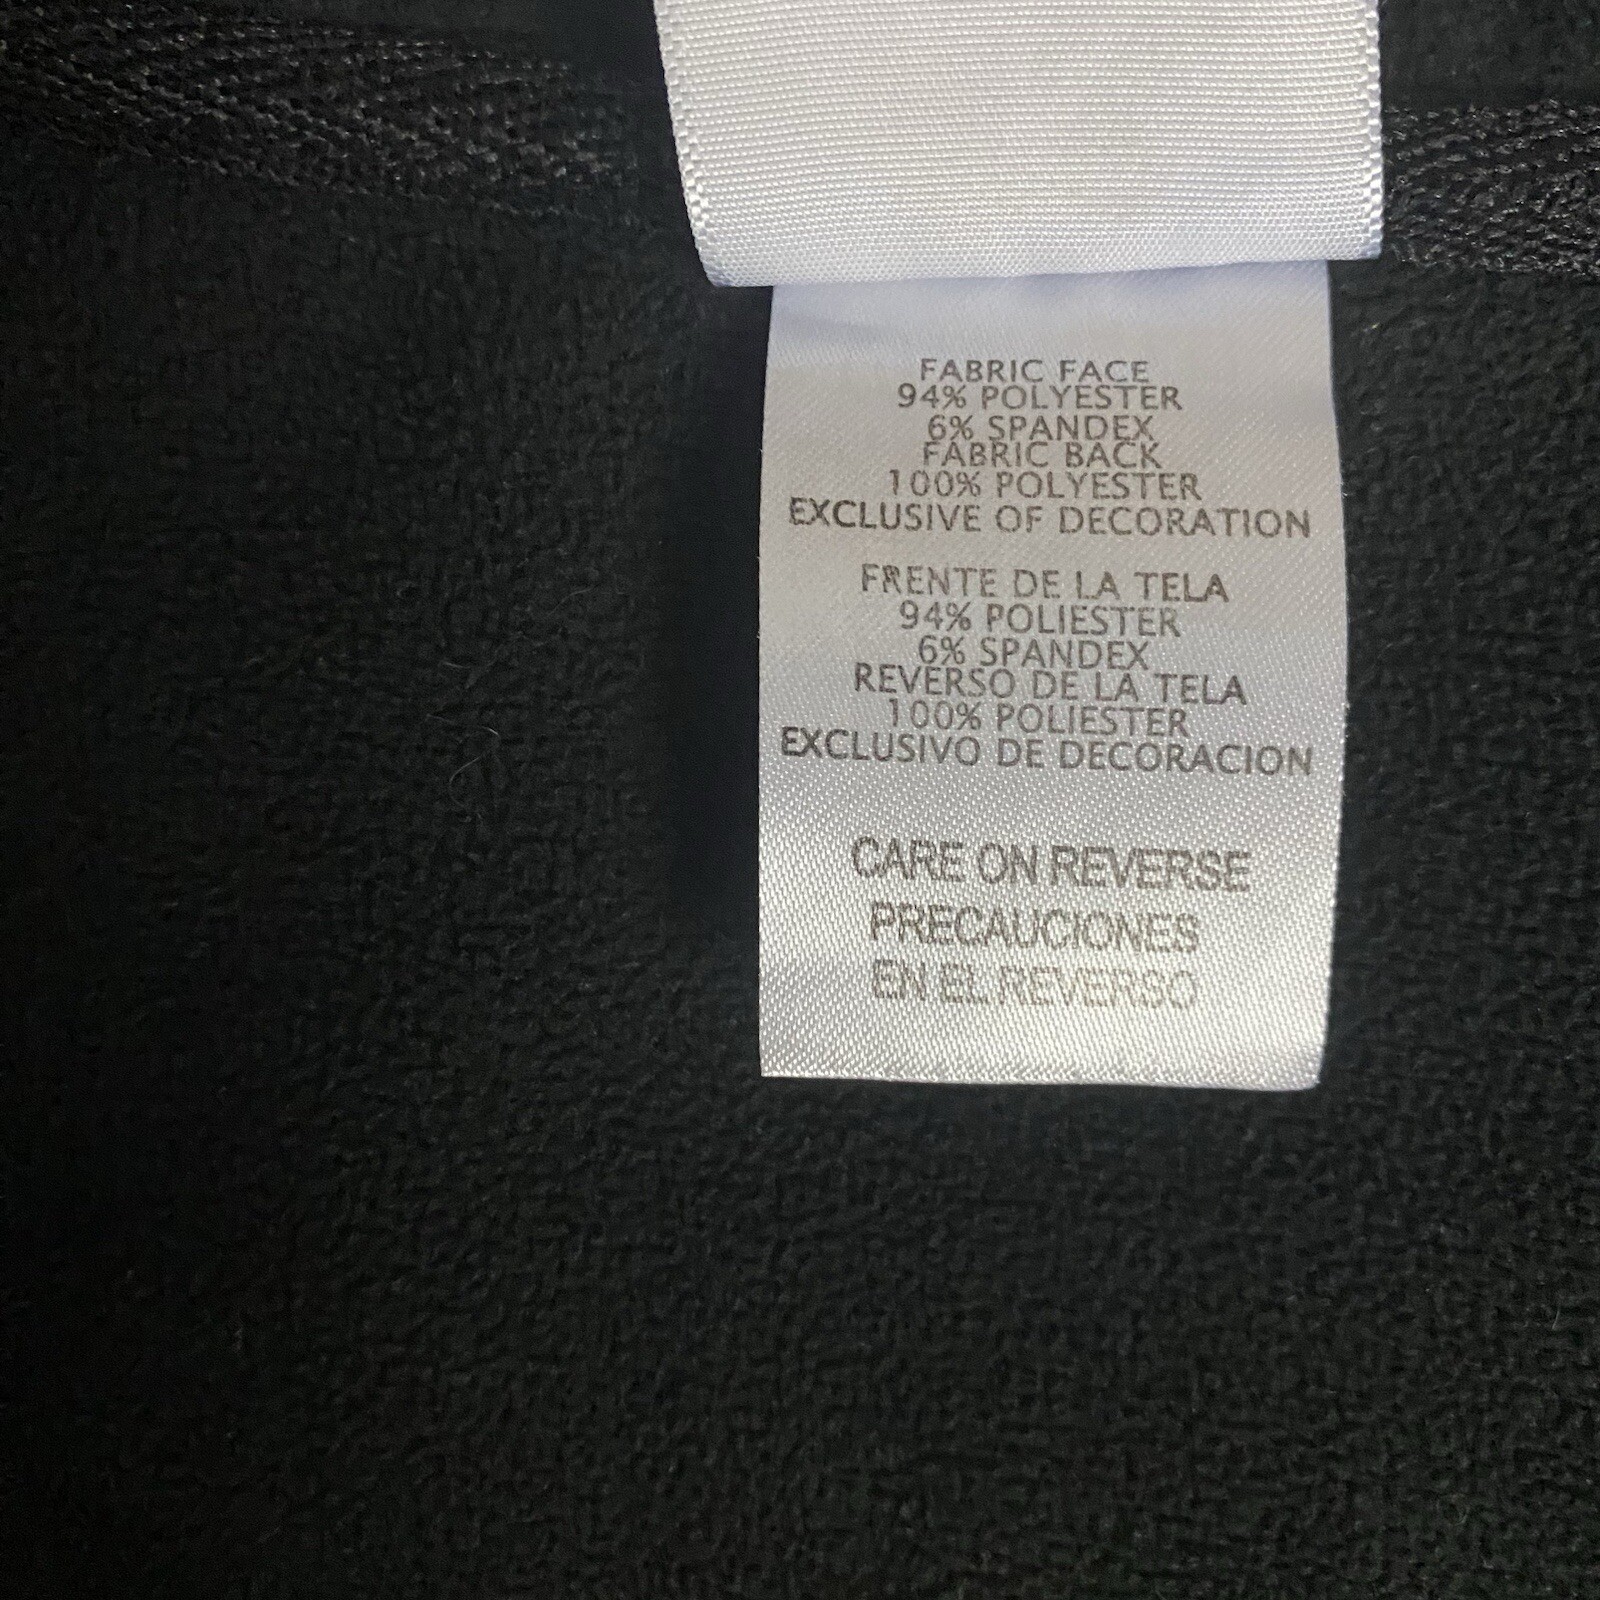 FABRIC FACE
94% POLYESTER
6% SPANDEX
FABRIC BACK
100% POLYESTER
EXCLUSIVE OF DECORATION
FRENTE DE LA TELA
94% POLIESTER
6% SPANDEX
REVERSO DE LA TELA
100% POLIESTER
EXCLUSIVO DE DECORACION
CARE ON REVERSE
PRECAUCIONES
EN EL REVERSO